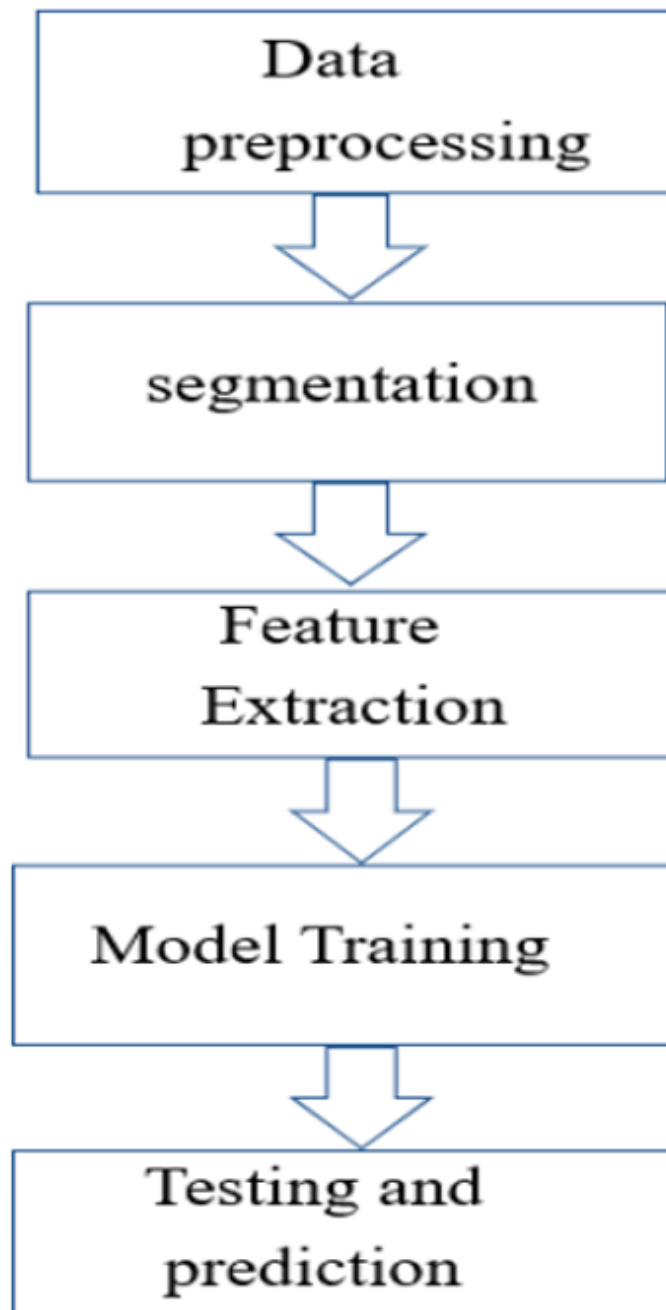 Data
preprocessing
segmentation
Feature
Extraction
Model Training
Testing and
prediction